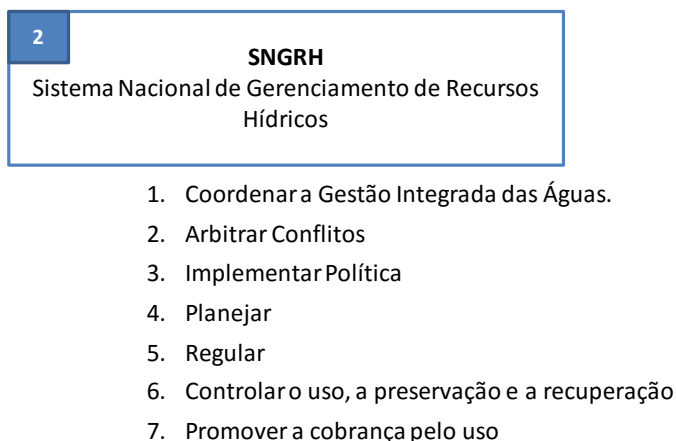 2
SNGRH
Sistema Nacional de Gerenciamento de Recursos
Hídricos
1. Coordenar a Gestão Integrada das Águas.
2. Arbitrar Conflitos
3. Implementar Política
4. Planejar
5. Regular
6. Controlar o uso, a preservação e a recuperação
7. Promover a cobrança pelo uso